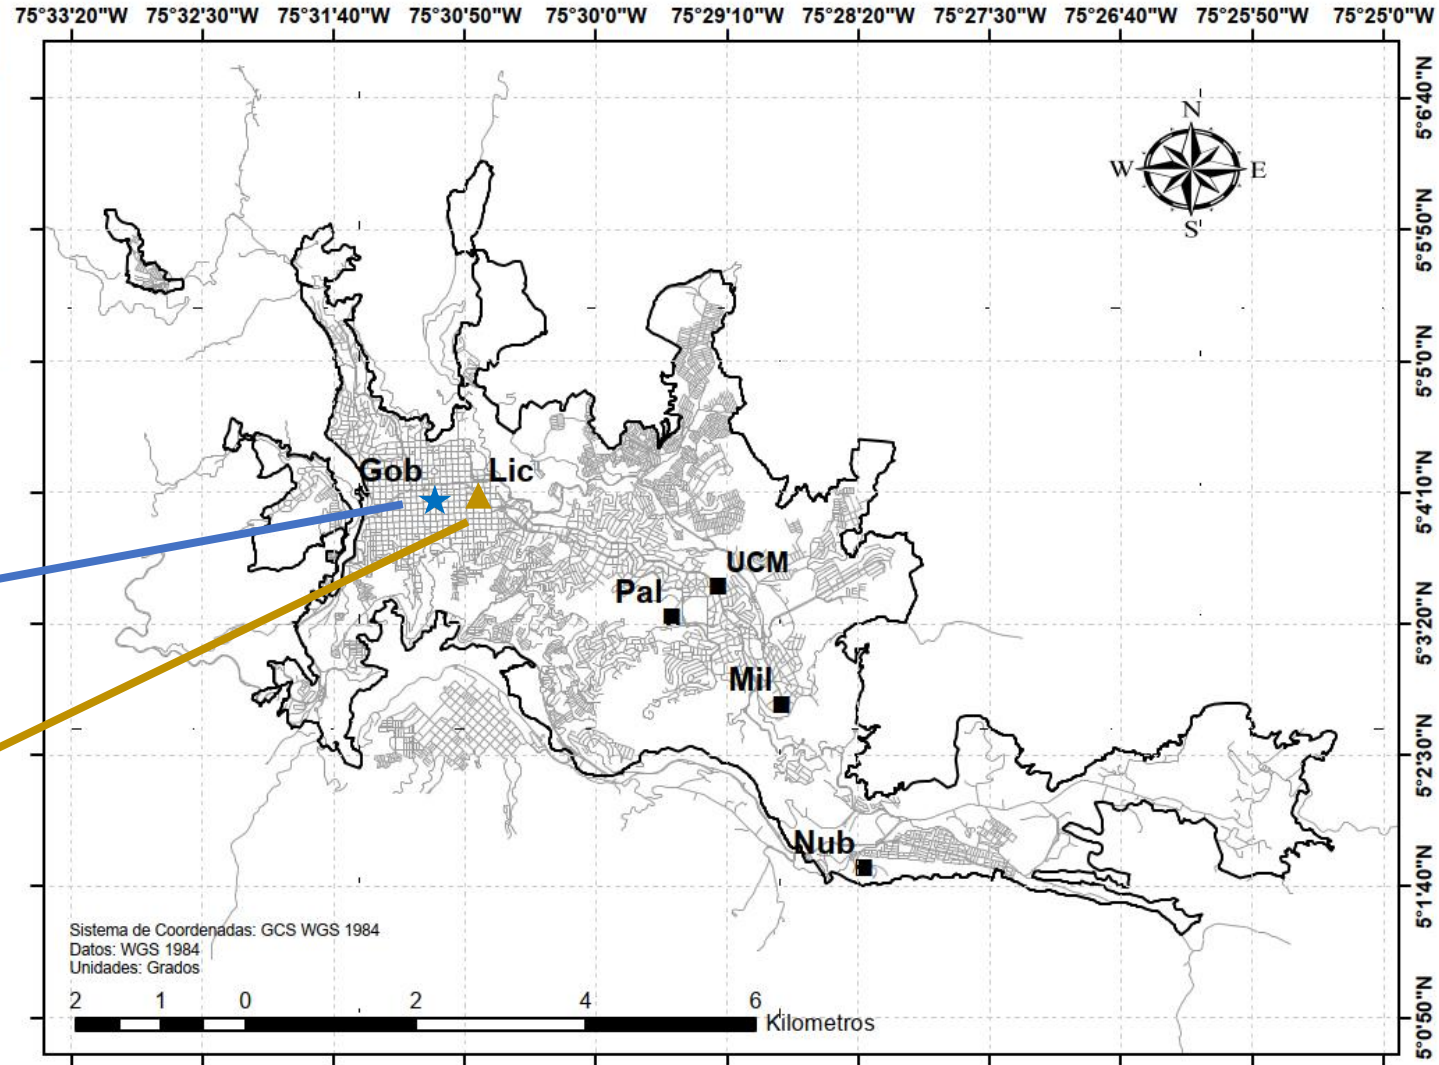 75°33'20"W 75°32'30"W 75°31'40"W 75°30'50"W 75°30'0"W 75°29'10"W 75°28'20"W 75°27'30"W 75°26'40"W 75°25'50"W 75°25'0"W
5°6'40"N
N
W E
S
5°5'50"N
5°5'0"N
Gob Lic
5°4'10"N
UCM
Pal
5°3'20"N
Mil
5°2'30"N
Nub
5°1'40"N
Sistema de Coordenadas: GCS WGS 1984
Datos: WGS 1984
Unidades: Grados
2 1 0 2 4 6
Kilometros
5°0'50"N